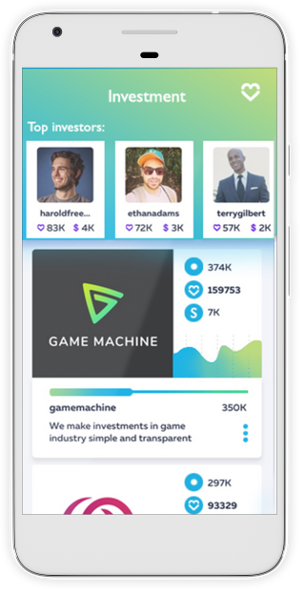 Investment
Top investors:
haroldfree... ethanadams terrygilbert
83K $ 4K 72K $ 3K 57K $ 2K
374K
159753
S 7K
GAME MACHINE
gamemachine 350K
We make investments in game
industry simple and transparent
297K
93329